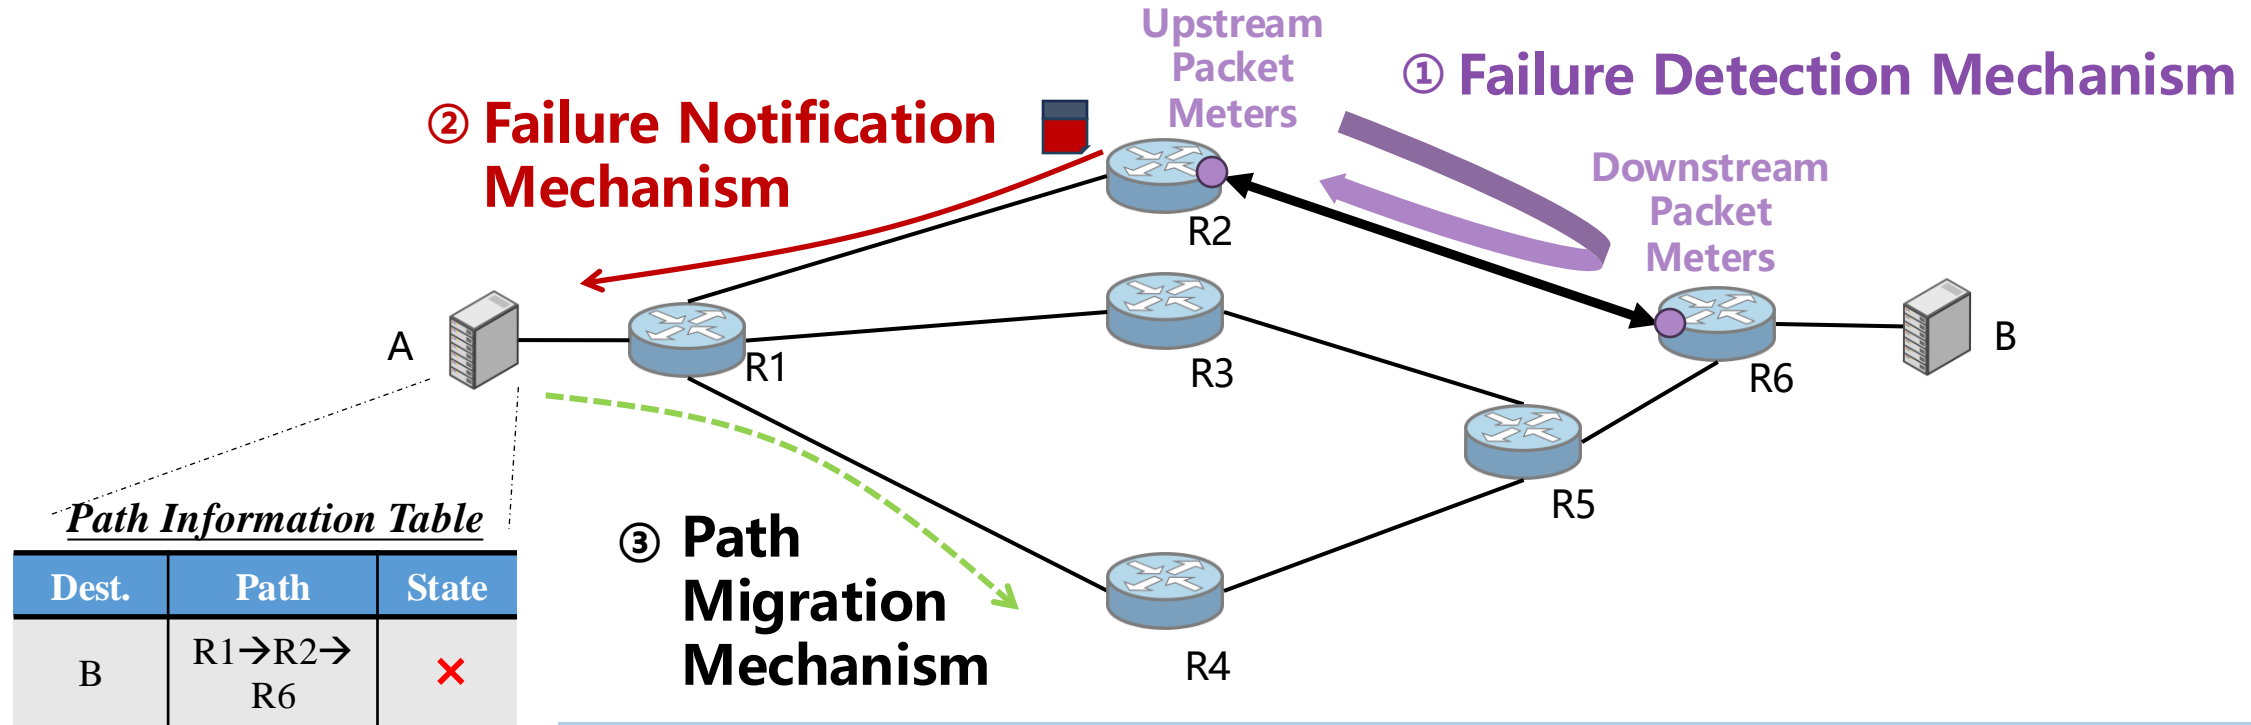 Upstream
Packet
Meters
① Failure Detection Mechanism
② Failure Notification
Mechanism
Downstream
Packet
Meters
R2
A
R1
R3
R6
B
R5
R4
③ Path
Migration
Mechanism
Path Information Table
Dest. Path State
B R1→R2→ ×
R6